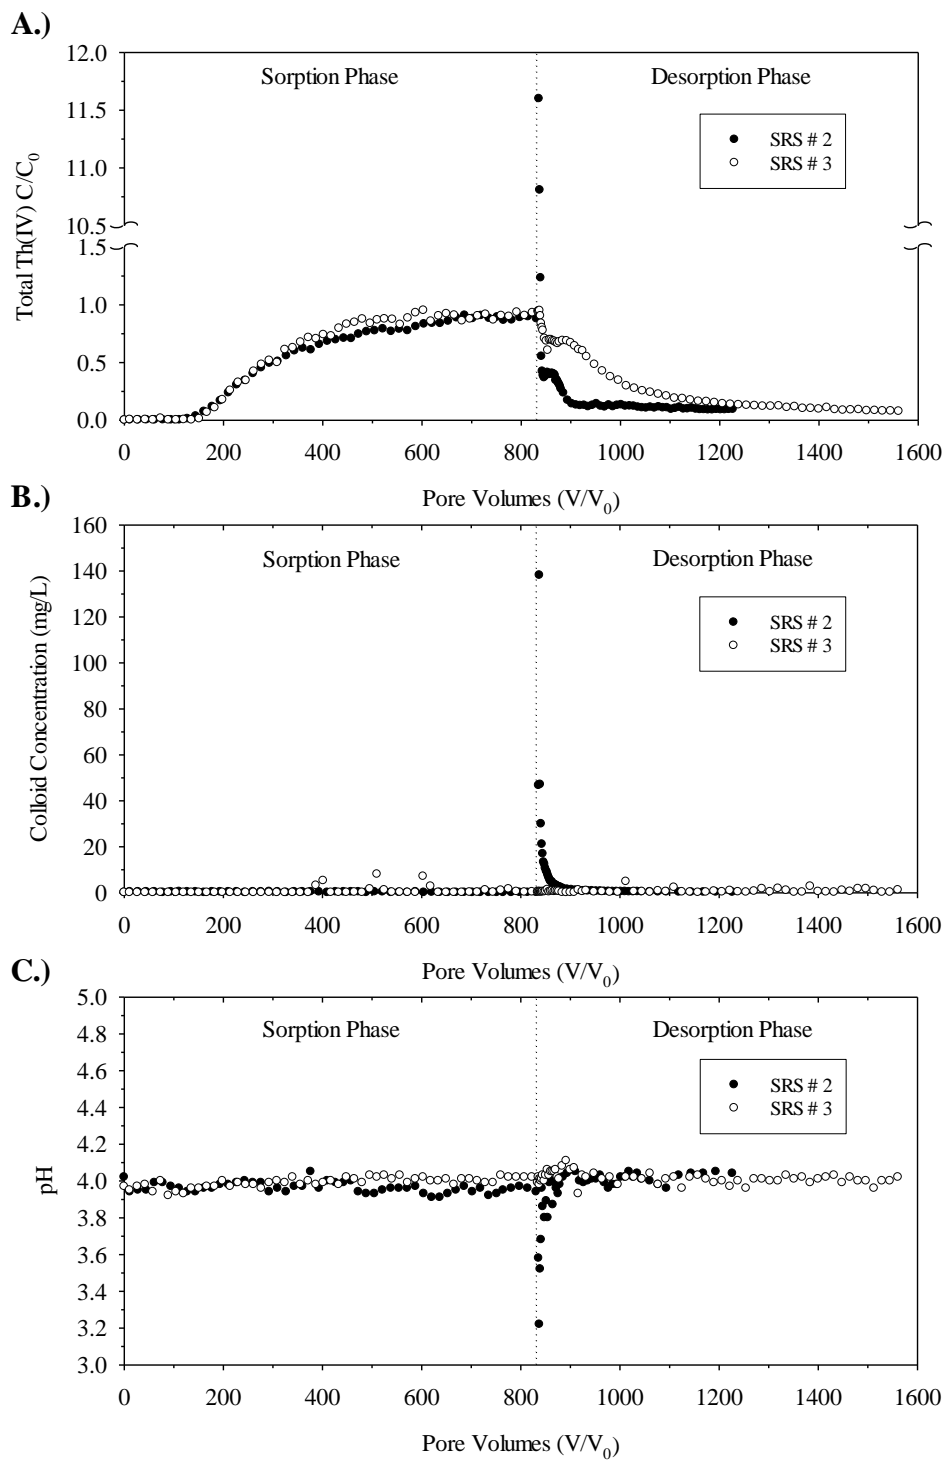 A.)
12.0
Sorption Phase Desorption Phase
11.5
SRS # 2
11.0
SRS # 3
10.5
1.5
1.0
0.5
0.0
Total Th(IV) C/C0
0 200 400 600 800 1000 1200 1400 1600
Pore Volumes (V/V0)
B.)
160
Sorption Phase Desorption Phase
140
120
SRS # 2
SRS # 3
100
80
60
40
20
0
Colloid Concentration (mg/L)
0 200 400 600 800 1000 1200 1400 1600
Pore Volumes (V/V0)
C.)
5.0
Sorption Phase Desorption Phase
4.8
4.6
SRS # 2
4.4
SRS # 3
4.2
4.0
3.8
3.6
3.4
3.2
3.0
pH
0 200 400 600 800 1000 1200 1400 1600
Pore Volumes (V/V0)